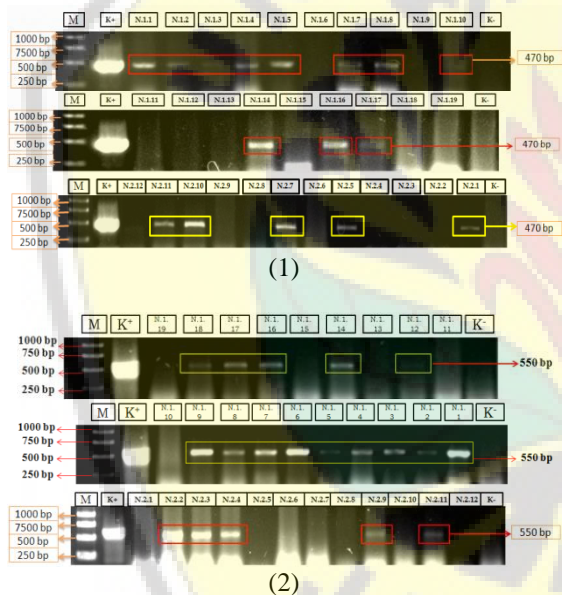 M K+ N.1.1 N.1.2 N.1.3 N.1.4 N.1.5 N.1.6 N.1.7 N.1.8 N.1.9 N.1.10 K-
1000 bp
7500 bp
500 bp
250 bp
470 bp
M K+ N.1.11 N.1.12 N.1.13 N.1.14 N.1.15 N.1.16 N.1.17 N.1.18 N.1.19 K-
1000 bp
7500 bp
500 bp
250 bp
470 bp
M K+ N.2.12 N.2.11 N.2.10 N.2.9 N.2.8 N.2.7 N.2.6 N.2.5 N.2.4 N.2.3 N.2.2 N.2.1 K-
1000 bp
7500 bp
500 bp
250 bp
470 bp
(1)
M K+ N.1. 19 N.1. 18 N.1. 17 N.1. 16 N.1. 15 N.1. 14 N.1. 13 N.1. 12 N.1. 11 K-
1000 bp
750 bp
500 bp
250 bp
550 bp
M K+ N.1. 10 N.1. 9 N.1. 8 N.1. 7 N.1. 6 N.1. 5 N.1. 4 N.1. 3 N.1. 2 N.1. 1 K-
1000 bp
750 bp
500 bp
250 bp
550 bp
M K+ N.2.1 N.2.2 N.2.3 N.2.4 N.2.5 N.2.6 N.2.7 N.2.8 N.2.9 N.2.10 N.2.11 N.2.12 K-
1000 bp
7500 bp
500 bp
250 bp
550 bp
(2)